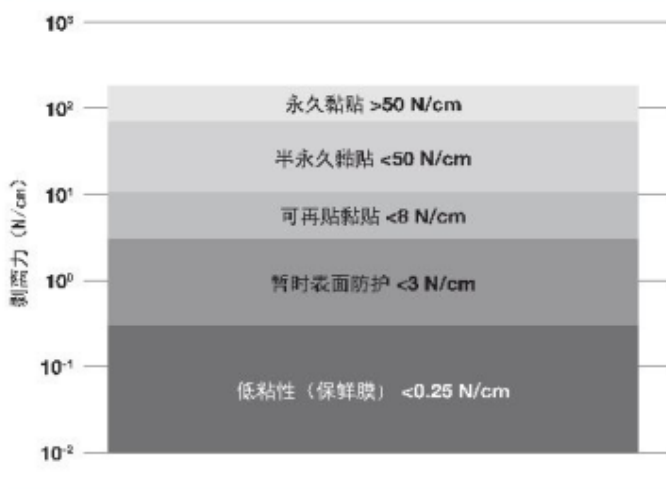 10³
永久黏贴 >50 N/cm
10²
半永久黏贴 <50 N/cm
10¹
可再贴黏贴 <8 N/cm
暂时表面防护 <3 N/cm
10⁰
剥离力（N/cm）
10⁻¹
低粘性（保鲜膜）<0.25 N/cm
10⁻²